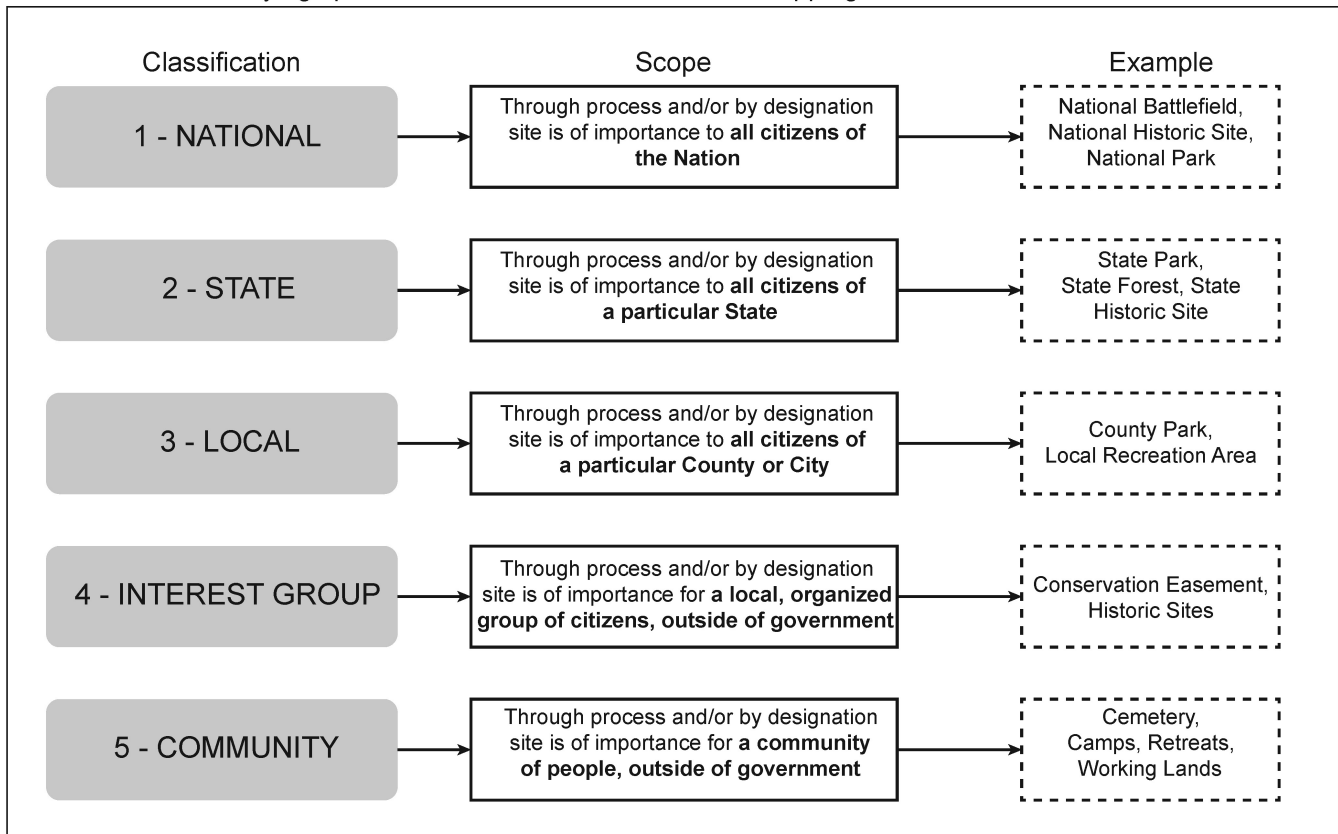 Classification
Scope
Example
1 - NATIONAL
Through process and/or by designation
site is of importance to all citizens of
the Nation
National Battlefield,
National Historic Site,
National Park
2 - STATE
Through process and/or by designation
site is of importance to all citizens of
a particular State
State Park,
State Forest, State
Historic Site
3 - LOCAL
Through process and/or by designation
site is of importance to all citizens of
a particular County or City
County Park,
Local Recreation Area
4 - INTEREST GROUP
Through process and/or by designation
site is of importance for a local, organized
group of citizens, outside of government
Conservation Easement,
Historic Sites
5 - COMMUNITY
Through process and/or by designation
site is of importance for a community
of people, outside of government
Cemetery,
Camps, Retreats,
Working Lands